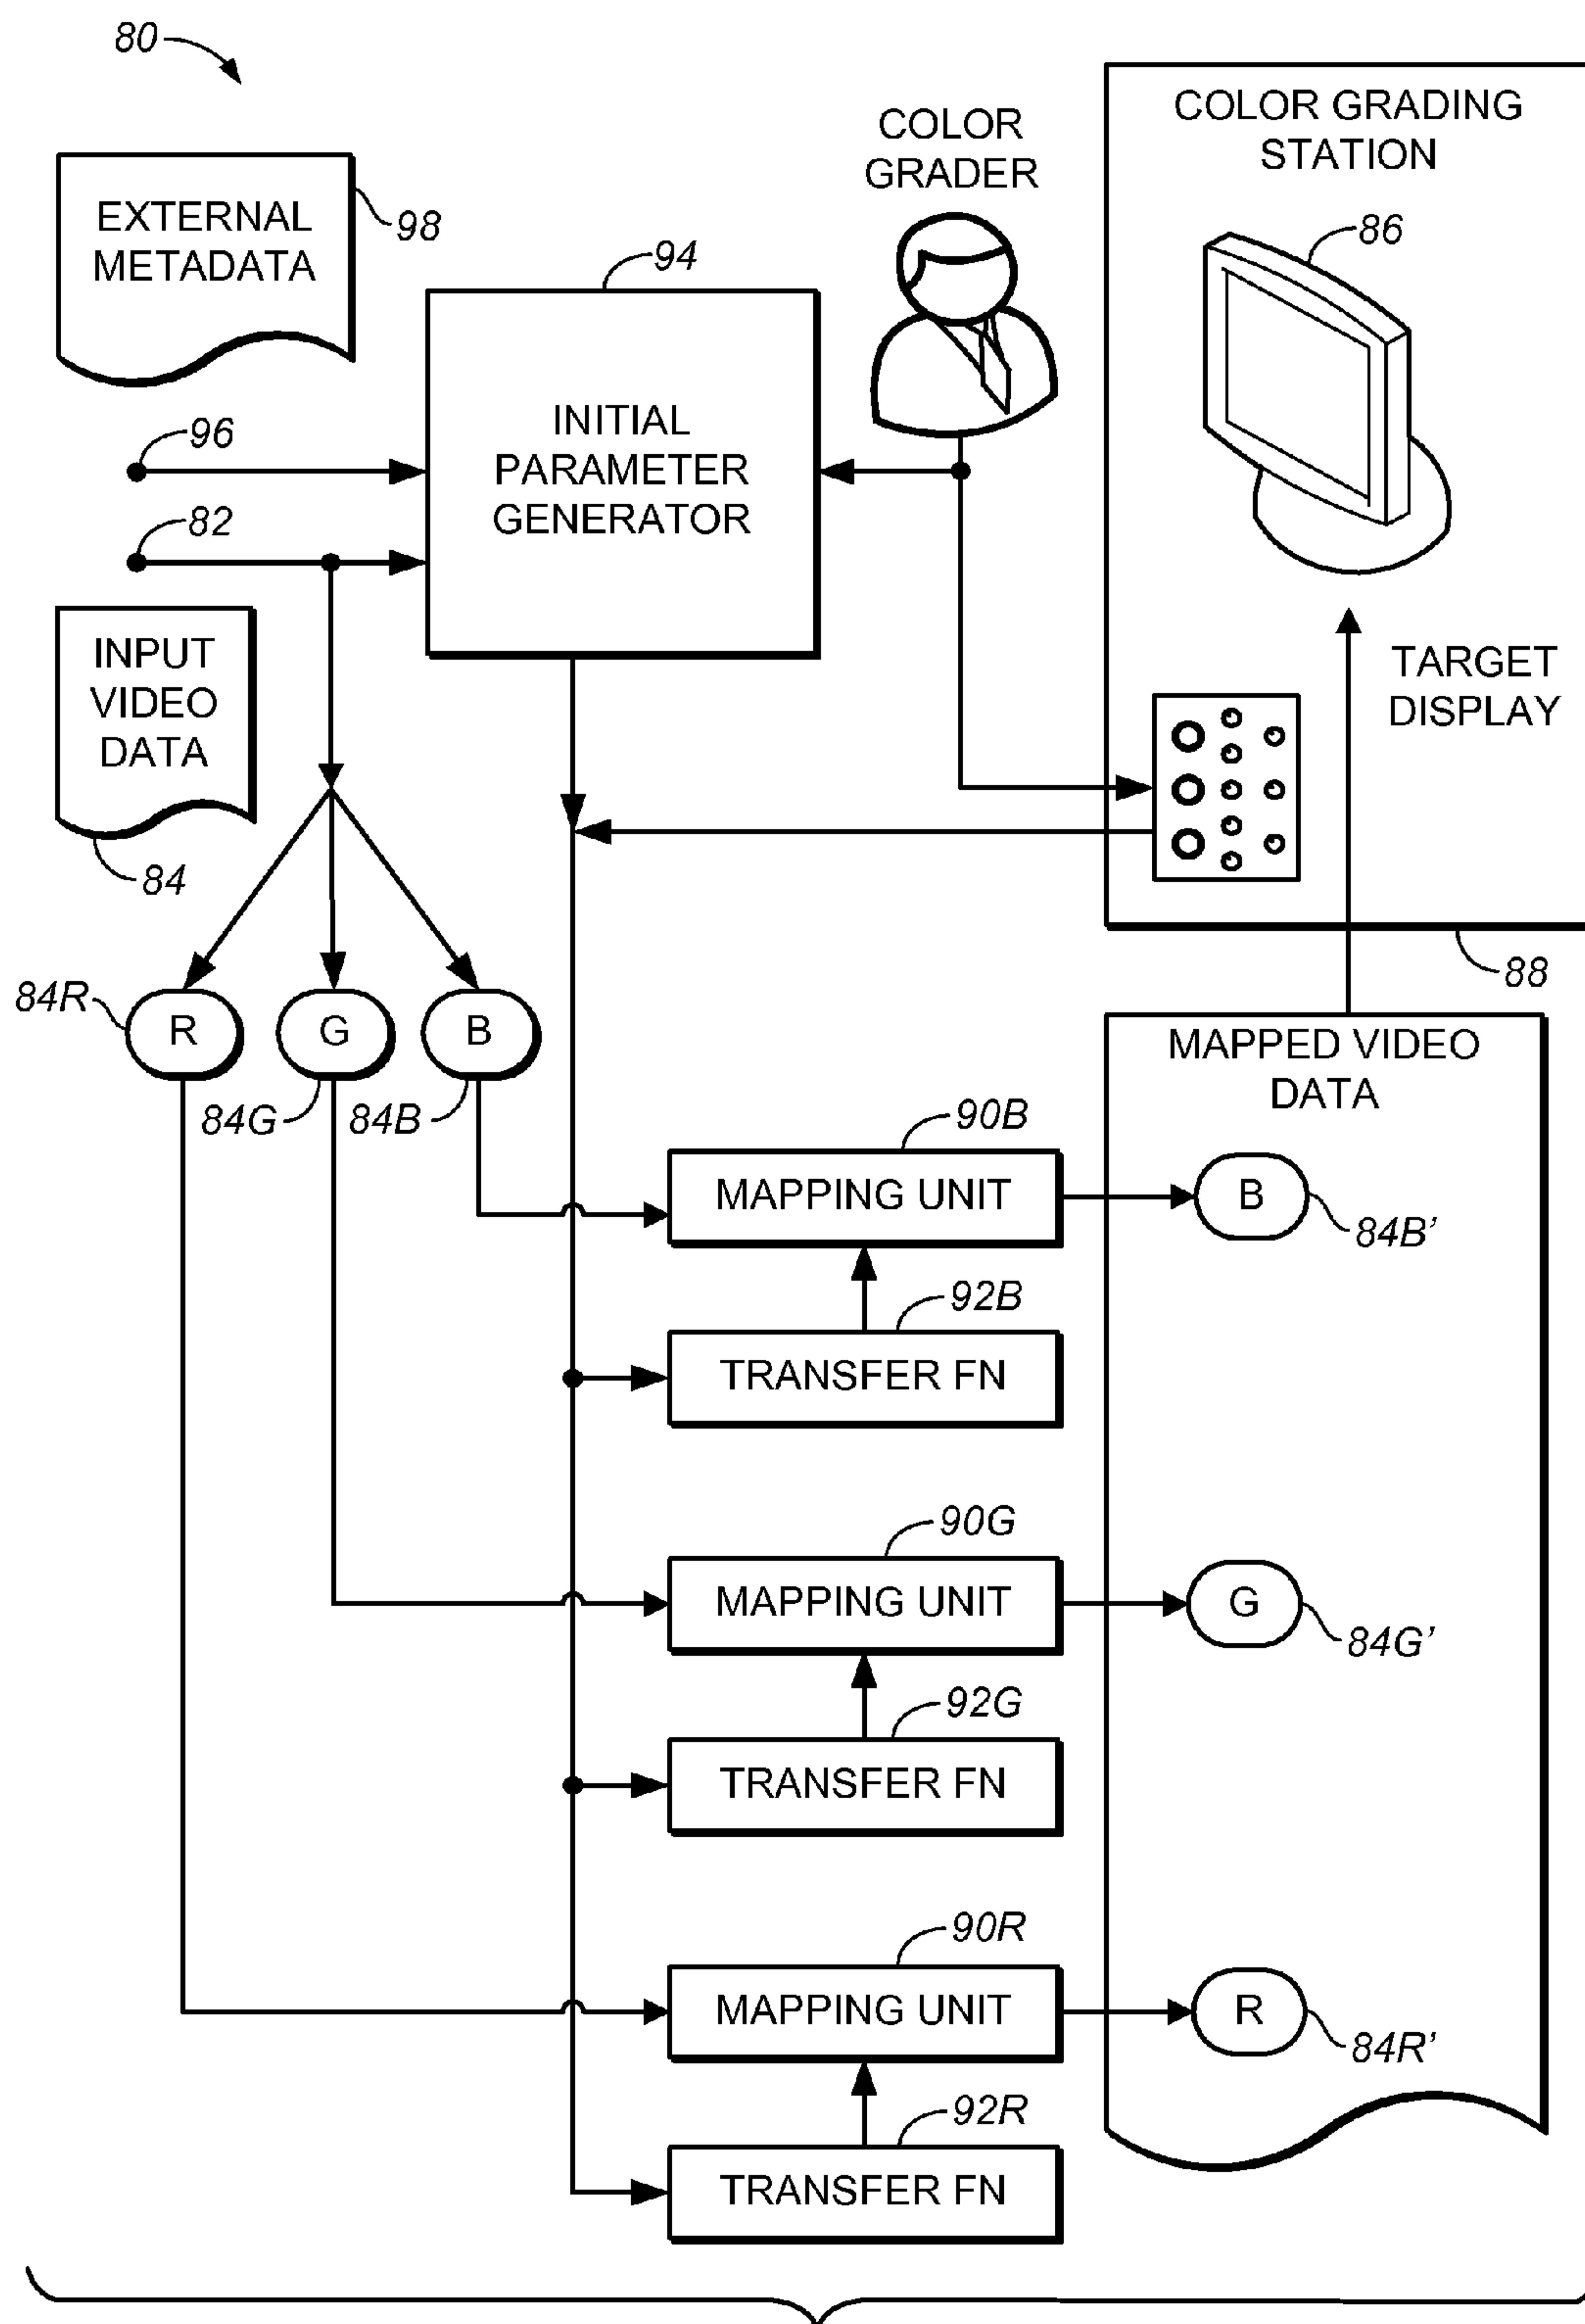 80
EXTERNAL
METADATA
98
94
COLOR
GRADER
COLOR GRADING
STATION
86
96
82
INITIAL
PARAMETER
GENERATOR
INPUT
VIDEO
DATA
84
TARGET
DISPLAY
88
84R
R
G
B
84G
84B
MAPPED VIDEO
DATA
90B
MAPPING UNIT
B
84B'
92B
TRANSFER FN
90G
MAPPING UNIT
G
84G'
92G
TRANSFER FN
90R
MAPPING UNIT
R
84R'
92R
TRANSFER FN